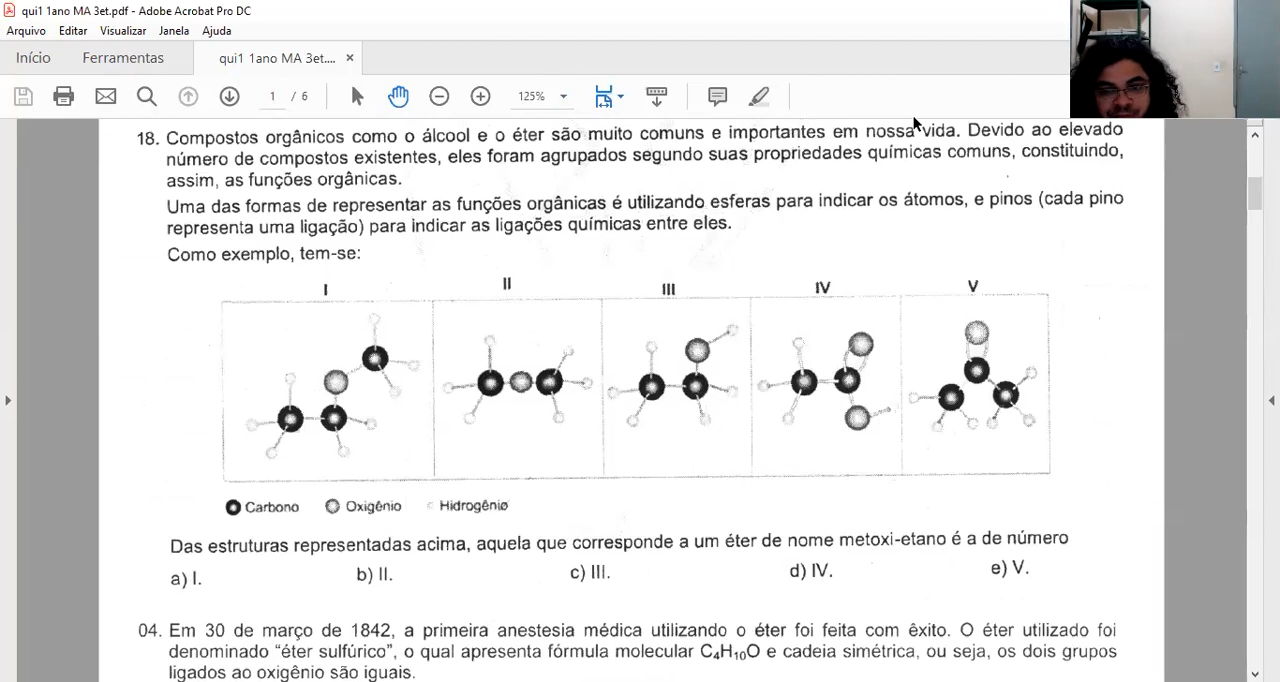 qui1 1ano MA 3et.pdf - Adobe Acrobat Pro DC
Arquivo Editar Visualizar Janela Ajuda
Início Ferramentas qui1 1ano MA 3et.... ×
1 / 6 125%
18. Compostos orgânicos como o álcool e o éter são muito comuns e importantes em nossa vida. Devido ao elevado
número de compostos existentes, eles foram agrupados segundo suas propriedades químicas comuns, constituindo,
assim, as funções orgânicas.
Uma das formas de representar as funções orgânicas é utilizando esferas para indicar os átomos, e pinos (cada pino
representa uma ligação) para indicar as ligações químicas entre eles.
Como exemplo, tem-se:
I II III IV V
Carbono Oxigênio Hidrogênio
Das estruturas representadas acima, aquela que corresponde a um éter de nome metoxi-etano é a de número
a) I. b) II. c) III. d) IV. e) V.
04. Em 30 de março de 1842, a primeira anestesia médica utilizando o éter foi feita com êxito. O éter utilizado foi
denominado “éter sulfúrico”, o qual apresenta fórmula molecular C₄H₁₀O e cadeia simétrica, ou seja, os dois grupos
ligados ao oxigênio são iguais.